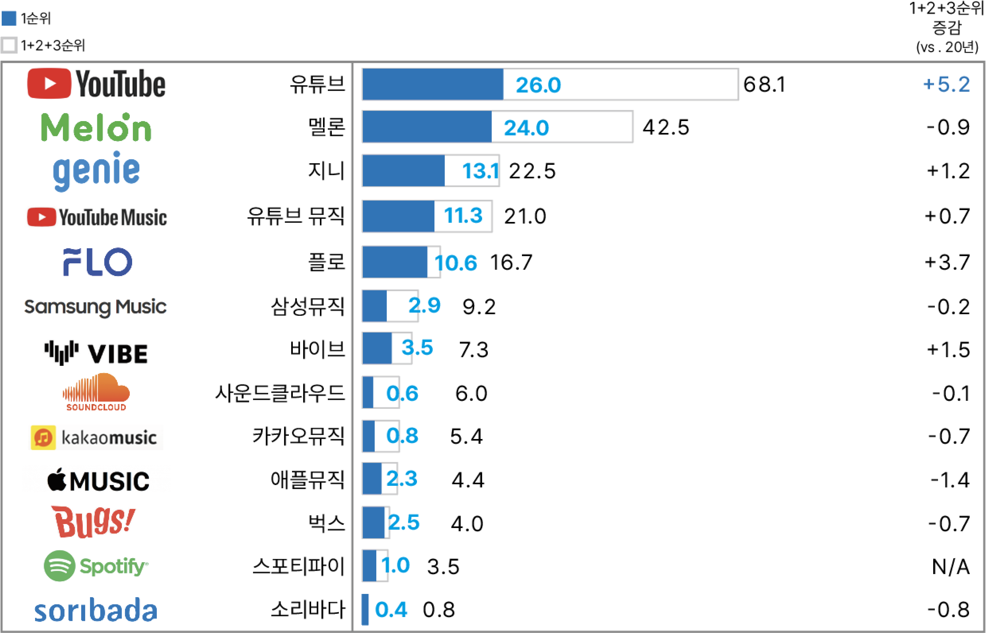 1순위
1+2+3순위
1+2+3순위
증감
(vs . 20년)
YouTube 유튜브 26.0 68.1 +5.2
Melon 멜론 24.0 42.5 -0.9
genie 지니 13.1 22.5 +1.2
YouTube Music 유튜브 뮤직 11.3 21.0 +0.7
FLO 플로 10.6 16.7 +3.7
Samsung Music 삼성뮤직 2.9 9.2 -0.2
VIBE 바이브 3.5 7.3 +1.5
SOUNDCLOUD 사운드클라우드 0.6 6.0 -0.1
kakaomusic 카카오뮤직 0.8 5.4 -0.7
MUSIC 애플뮤직 2.3 4.4 -1.4
Bugs! 벅스 2.5 4.0 -0.7
Spotify 스포티파이 1.0 3.5 N/A
soribada 소리바다 0.4 0.8 -0.8